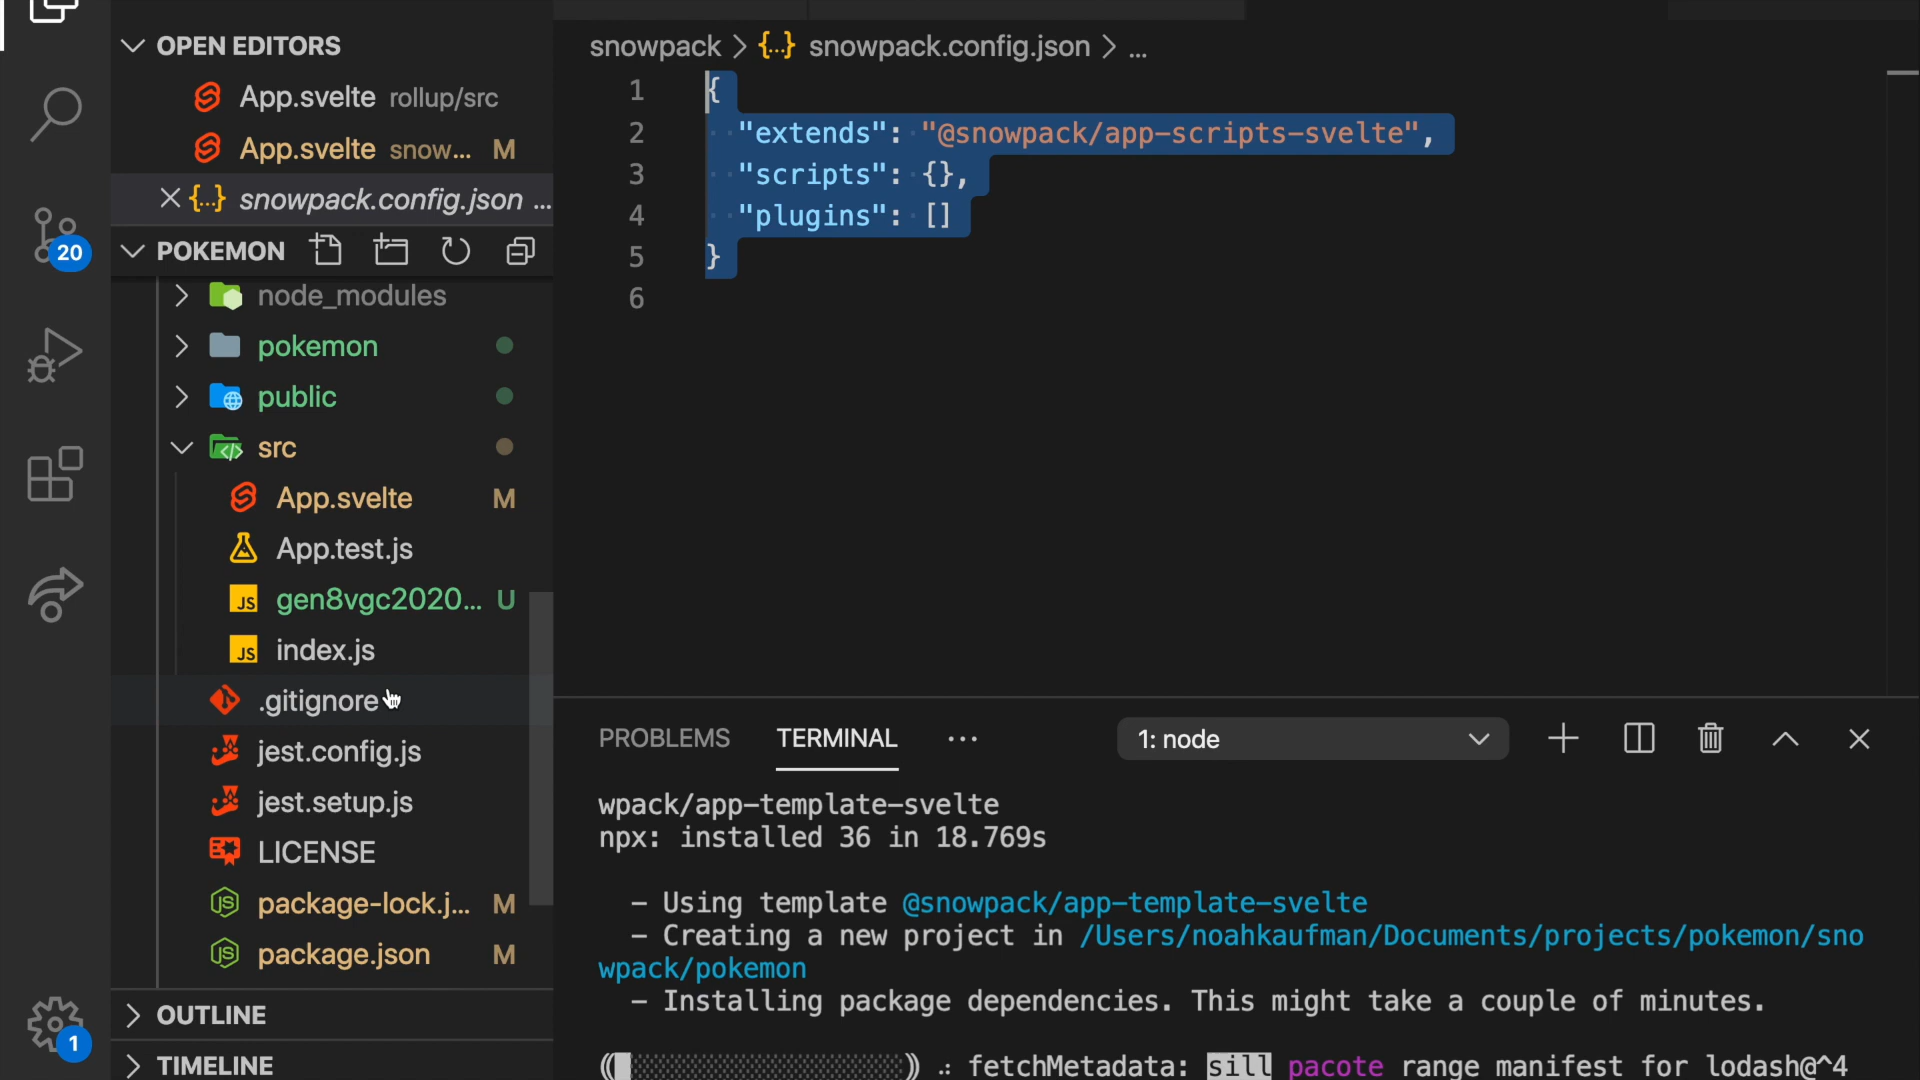 OPEN EDITORS
App.svelte rollup/src
App.svelte snow... M
{..} snowpack.config.json ...
20
POKEMON
node_modules
pokemon
public
src
App.svelte M
App.test.js
JS gen8vgc2020... U
JS index.js
.gitignore
jest.config.js
jest.setup.js
LICENSE
JS package-lock.j... M
JS package.json M
OUTLINE
1
TIMELINE
snowpack > {..} snowpack.config.json > ...
1 {
2 "extends": "@snowpack/app-scripts-svelte",
3 "scripts": {},
4 "plugins": []
5 }
6
PROBLEMS TERMINAL ... 1: node
wpack/app-template-svelte
npx: installed 36 in 18.769s
- Using template @snowpack/app-template-svelte
- Creating a new project in /Users/noahkaufman/Documents/projects/pokemon/sno
wpack/pokemon
- Installing package dependencies. This might take a couple of minutes.
fetchMetadata: sill pacote range manifest for lodash@^4